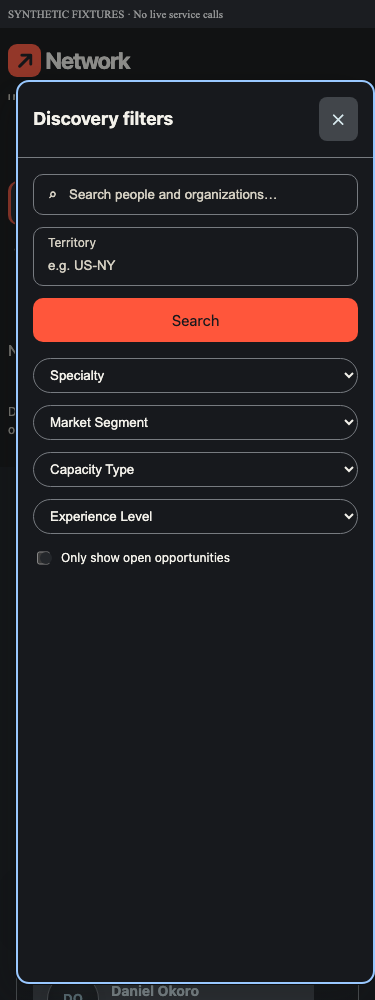 SYNTHETIC FIXTURES · No live service calls
Network
Discovery filters
Search people and organizations…
Territory
e.g. US-NY
Search
Specialty
Market Segment
Capacity Type
Experience Level
Only show open opportunities
Daniel Okoro
DO